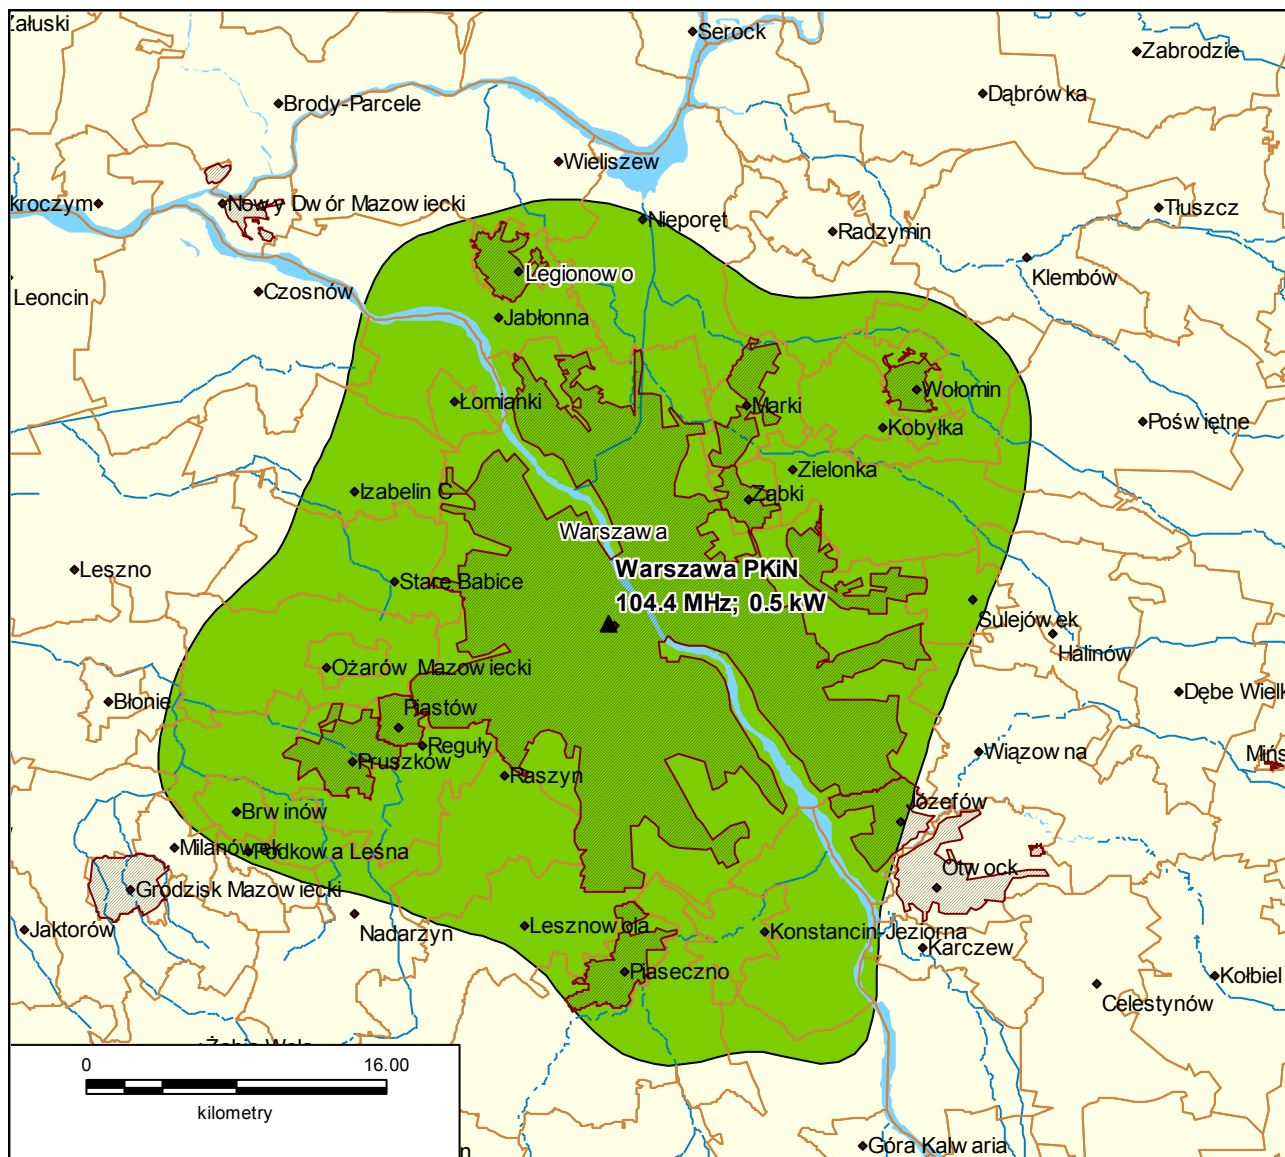 Załuski
Serock
Zabrodzie
Brody-Parcele
Dąbrówka
Wieliszew
kroczym
Nowy Dwór Mazowiecki
Nieporęt
Tłuszcz
Radzymin
Legionowo
Klembów
Leoncin
Czosnów
Jabłonna
Łomianki
Wołomin
Marki
Kobyłka
Poświętne
Zielonka
Izabelin C
Ząbki
Warszawa
Leszno
Stare Babice
Warszawa PKiN
104.4 MHz; 0.5 kW
Sulejówek
Halinów
Ożarów Mazowiecki
Błonie
Dębe Wielk
Piastów
Reguły
Wiązowna
Mińs
Pruszków
Raszyn
Brwinów
Józefów
Milanówek
Podkowa Leśna
Otwock
Grodzisk Mazowiecki
Jaktorów
Nadarzyn
Lesznowola
Konstancin-Jeziorna
Karczew
Piaseczno
Kołbiel
Celestynów
0
16.00
kilometry
Góra Kalwaria
n